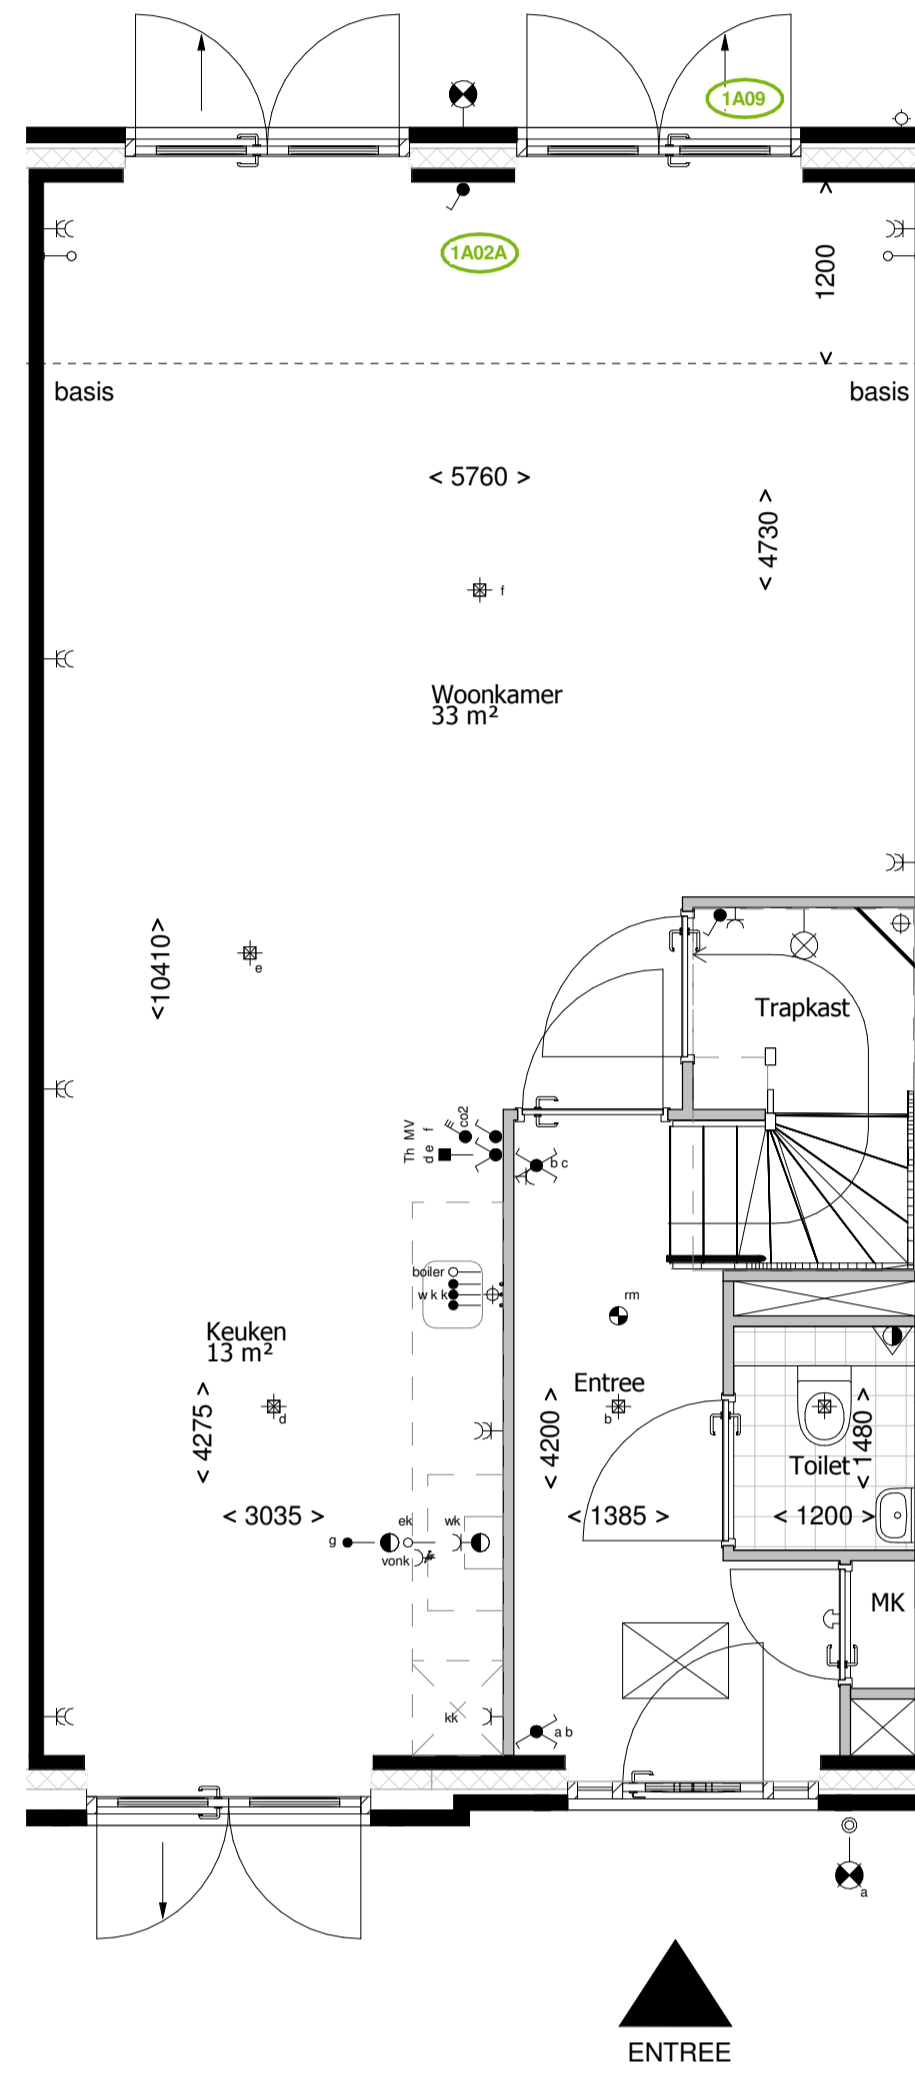 1A09
1A02A
1200
basis
basis
< 5760 >
< 4730 >
f
Woonkamer
33 m²
<10410>
e
Trapkast
Th MV
d e f
co2
b c
boiler
w k k
rm
Keuken
13 m²
Entree
d
b
< 4275 >
< 4200 >
< 1480 >
Toilet
< 3035 >
< 1385 >
< 1200 >
ek
wk
g
vonk
MK
kk
a b
a
ENTREE